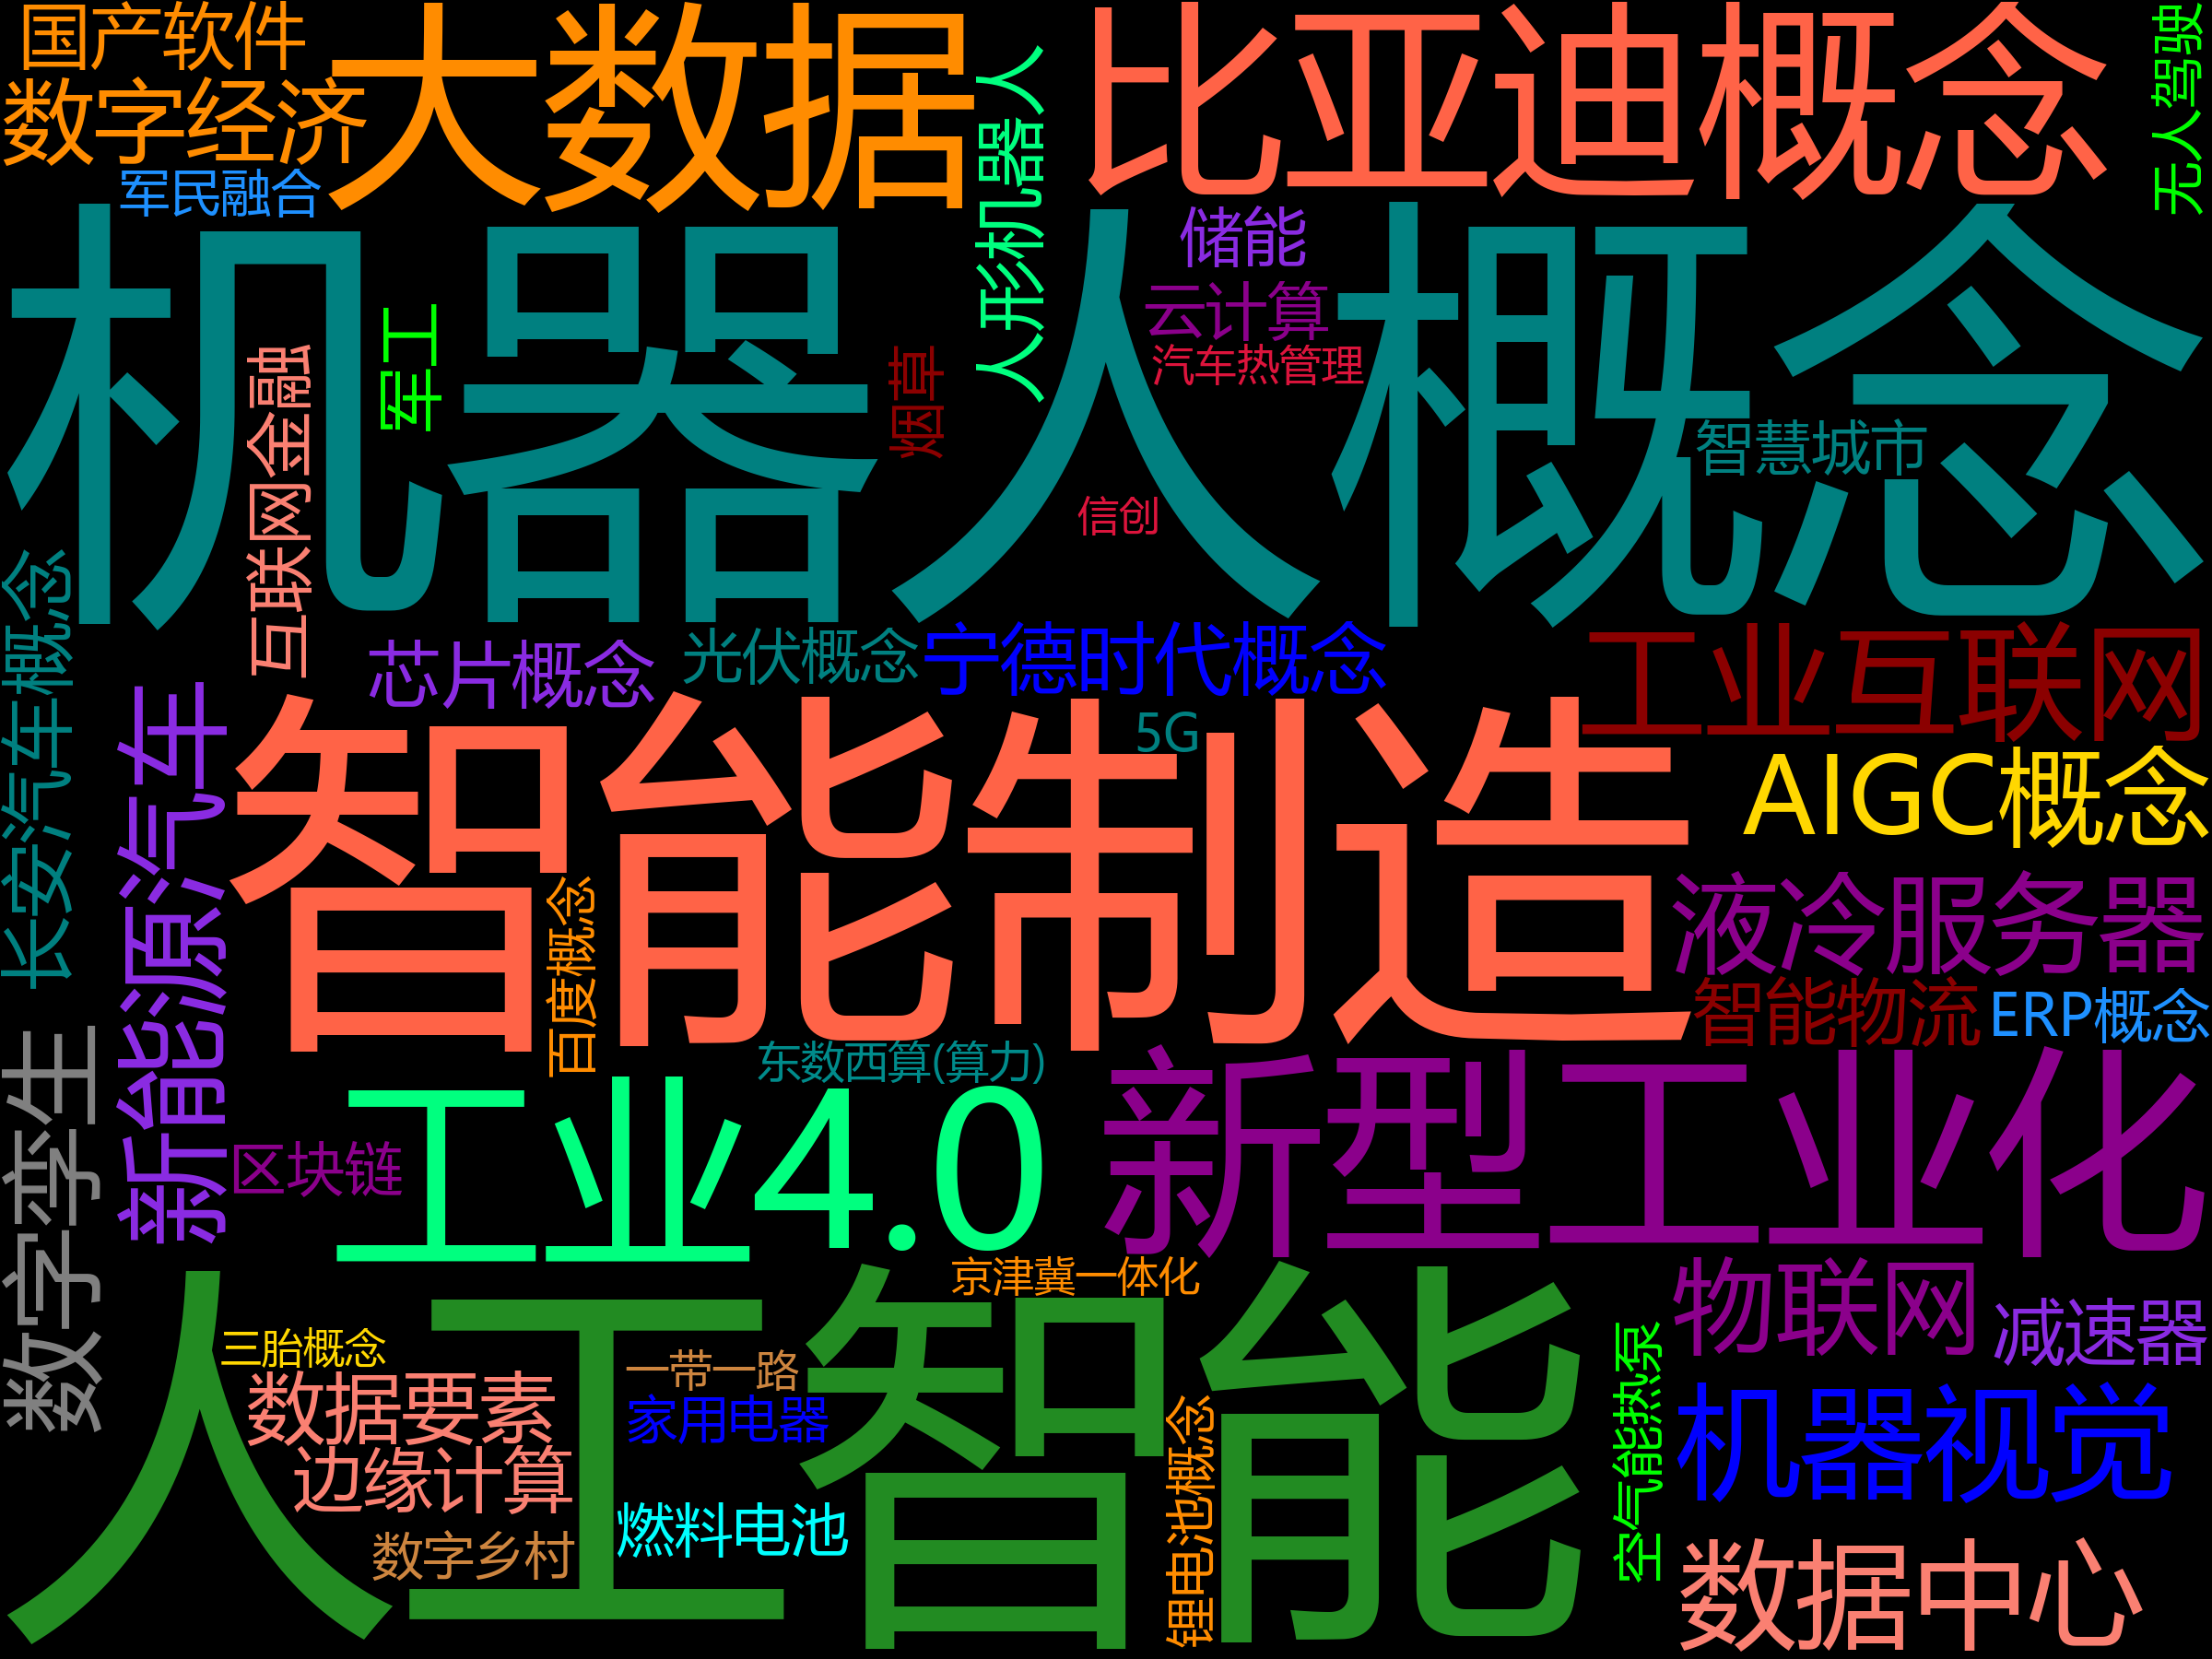 国产软件
大数据
比亚迪概念
无人驾驶
数字经济
人形机器人
军民融合
储能
机器人概念
云计算
军工
互联网金融
烟草
汽车热管理
智慧城市
信创
长安汽车概念
芯片概念
光伏概念
宁德时代概念
工业互联网
新能源汽车
智能制造
5G
AIGC概念
液冷服务器
百度概念
智能物流
ERP概念
数字孪生
东数西算(算力)
新型工业化
工业4.0
区块链
京津冀一体化
物联网
人工智能
减速器
三胎概念
一带一路
空气能热泵
数据要素
家用电器
锂电池概念
机器视觉
边缘计算
燃料电池
数字乡村
数据中心